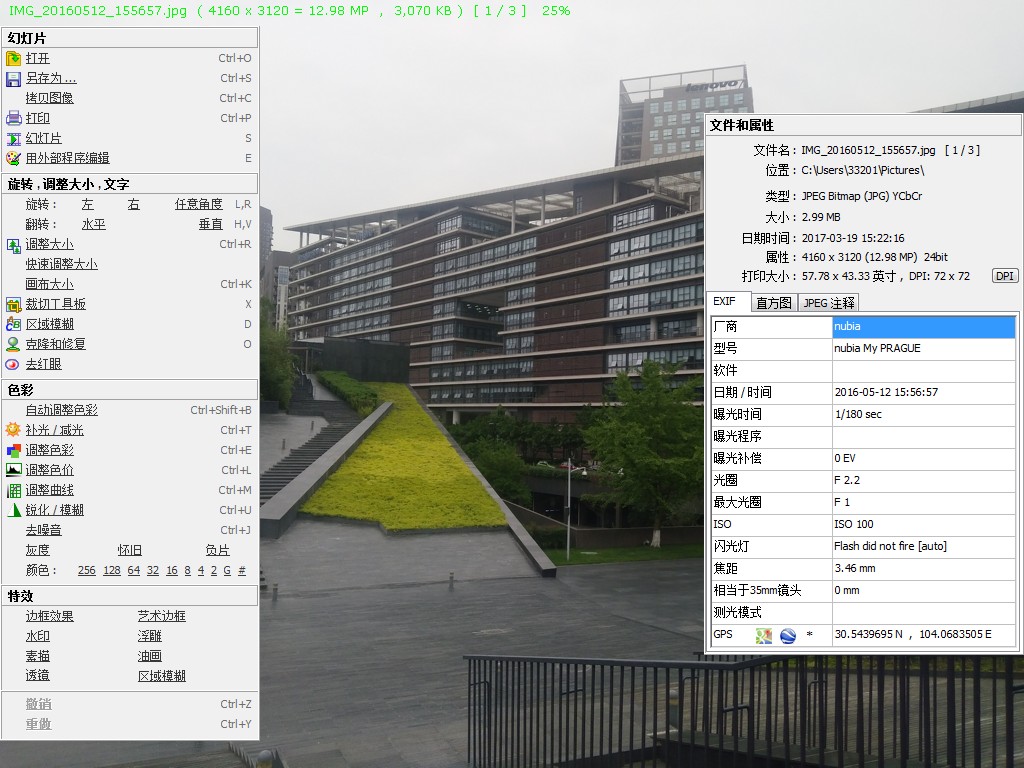 IMG_20160512_155657.jpg ( 4160 x 3120 = 12.98 MP , 3,070 KB ) [ 1 / 3 ] 25%
幻灯片
打开 Ctrl+O
另存为 ... Ctrl+S
拷贝图像 Ctrl+C
打印 Ctrl+P
幻灯片 S
用外部程序编辑 E
旋转 , 调整大小 , 文字
旋转 : 左 右 任意角度 L,R
翻转 : 水平 垂直 H,V
调整大小 Ctrl+R
快速调整大小
画布大小 Ctrl+K
裁切工具板 X
区域模糊 D
克隆和修复 O
去红眼
色彩
自动调整色彩 Ctrl+Shift+B
补光 / 减光 Ctrl+T
调整色彩 Ctrl+E
调整色价 Ctrl+L
调整曲线 Ctrl+M
锐化 / 模糊 Ctrl+U
去噪音 Ctrl+J
灰度 怀旧 负片
颜色 : 256 128 64 32 16 8 4 2 G #
特效
边框效果 艺术边框
水印 浮雕
素描 油画
透镜 区域模糊
撤销 Ctrl+Z
重做 Ctrl+Y
lenovo
文件和属性
文件名 : IMG_20160512_155657.jpg [ 1 / 3 ]
位置 : C:\Users\33201\Pictures\
类型 : JPEG Bitmap (JPG) YCbCr
大小 : 2.99 MB
日期时间 : 2017-03-19 15:22:16
属性 : 4160 x 3120 (12.98 MP) 24bit
打印大小 : 57.78 x 43.33 英寸 , DPI: 72 x 72 DPI
EXIF 直方图 JPEG 注释
厂商 nubia
型号 nubia My PRAGUE
软件
日期 / 时间 2016-05-12 15:56:57
曝光时间 1/180 sec
曝光程序
曝光补偿 0 EV
光圈 F 2.2
最大光圈 F 1
ISO ISO 100
闪光灯 Flash did not fire [auto]
焦距 3.46 mm
相当于35mm镜头 0 mm
测光模式
GPS * 30.5439695 N , 104.0683505 E